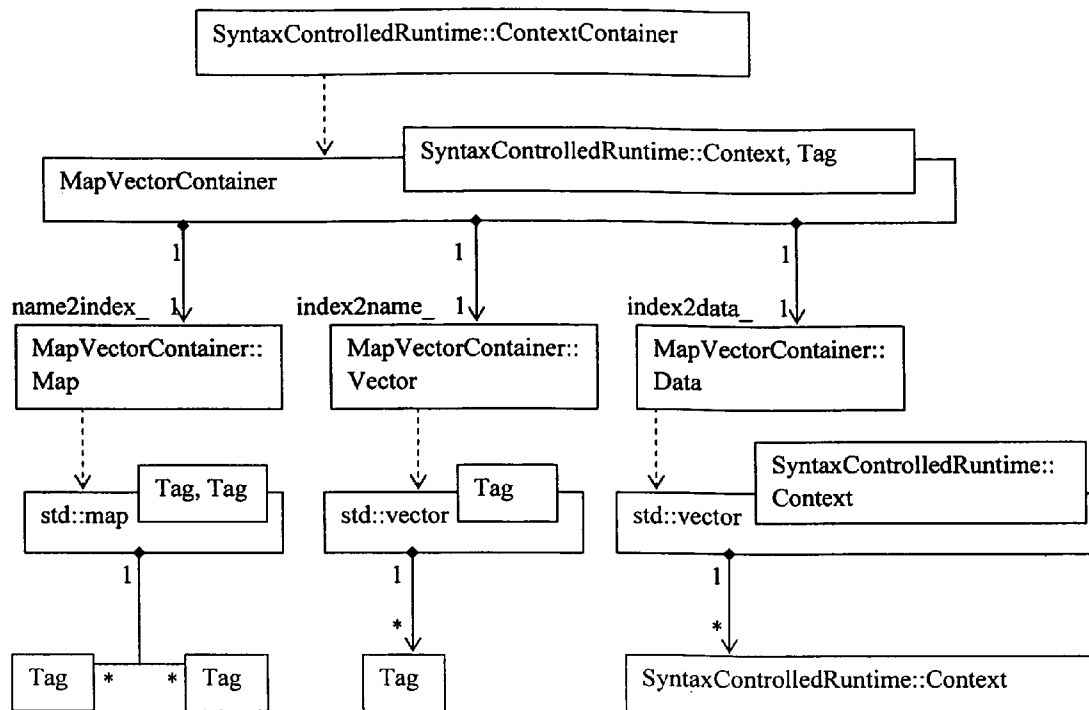 SyntaxControlledRuntime::ContextContainer
SyntaxControlledRuntime::Context, Tag
MapVectorContainer
1
1
1
name2index_
1
index2name_
1
index2data_
1
MapVectorContainer::
Map
MapVectorContainer::
Vector
MapVectorContainer::
Data
Tag, Tag
std::map
Tag
std::vector
SyntaxControlledRuntime::
Context
std::vector
1
1
1
*
*
Tag
*
*
Tag
Tag
SyntaxControlledRuntime::Context